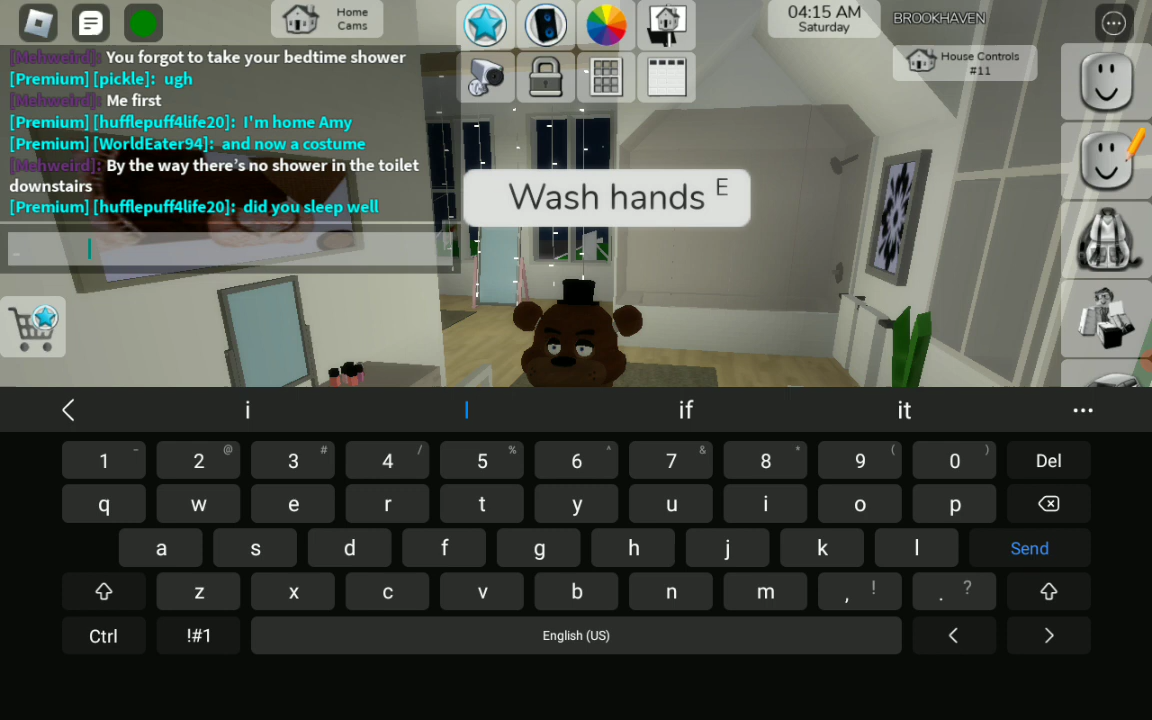 Home
Cams
04:15 AM
Saturday
BROOKHAVEN
House Controls
#11
[Mehweird]: You forgot to take your bedtime shower
[Premium] [pickle]: ugh
[Mehweird]: Me first
[Premium] [hufflepuff4life20]: I'm home Amy
[Premium] [WorldEater94]: and now a costume
[Mehweird]: By the way there's no shower in the toilet
downstairs
[Premium] [hufflepuff4life20]: did you sleep well
Wash hands E
i I if it
1 - 2 @ 3 # 4 / 5 % 6 ^ 7 & 8 * 9 ( 0 ) Del
q w e r t y u i o p
a s d f g h j k l Send
z x c v b n m , ! . ?
Ctrl !#1 English (US) < >